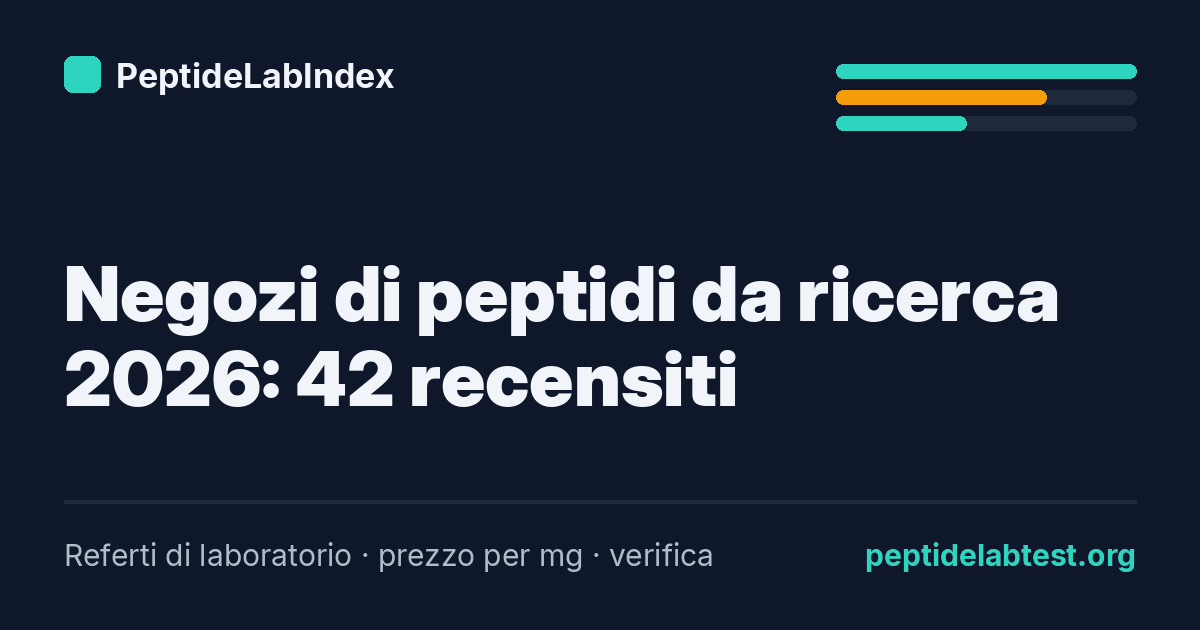 PeptideLabIndex
Negozi di peptidi da ricerca
2026: 42 recensiti
Referti di laboratorio · prezzo per mg · verifica
peptidelabtest.org